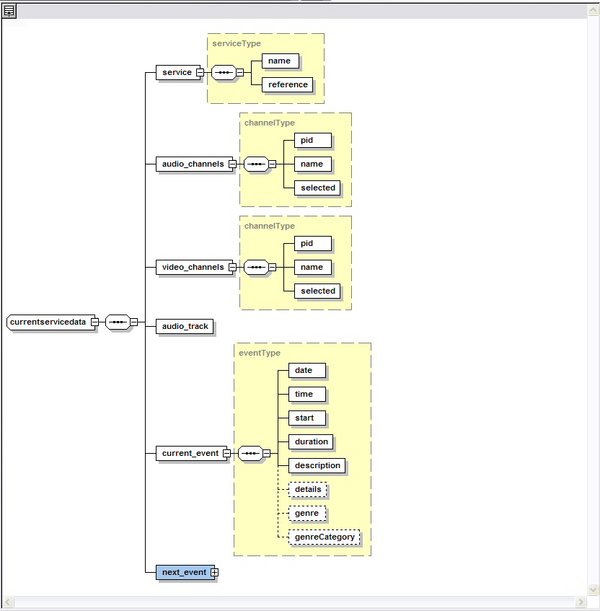 serviceType
name
service
reference
channelType
pid
audio_channels
name
selected
channelType
pid
video_channels
name
selected
currentservicedata
audio_track
eventType
date
time
start
duration
current_event
description
details
genre
genreCategory
next_event